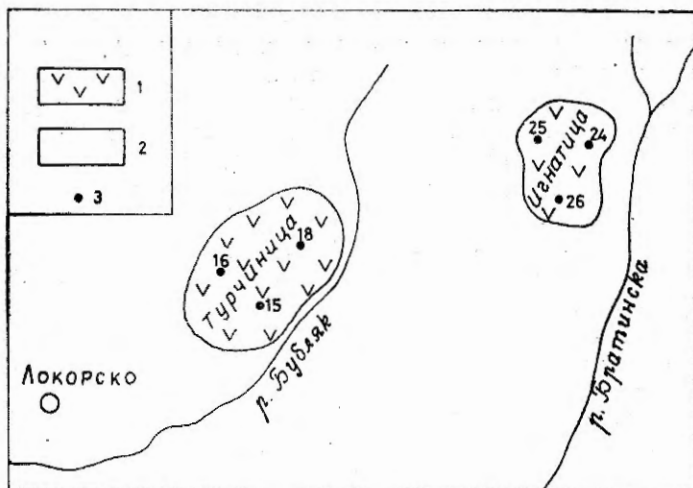 1
2
3
25
24
Игнатица
26
18
16
Турчиница
15
р. Бубляк
р. Братинска
Локорско